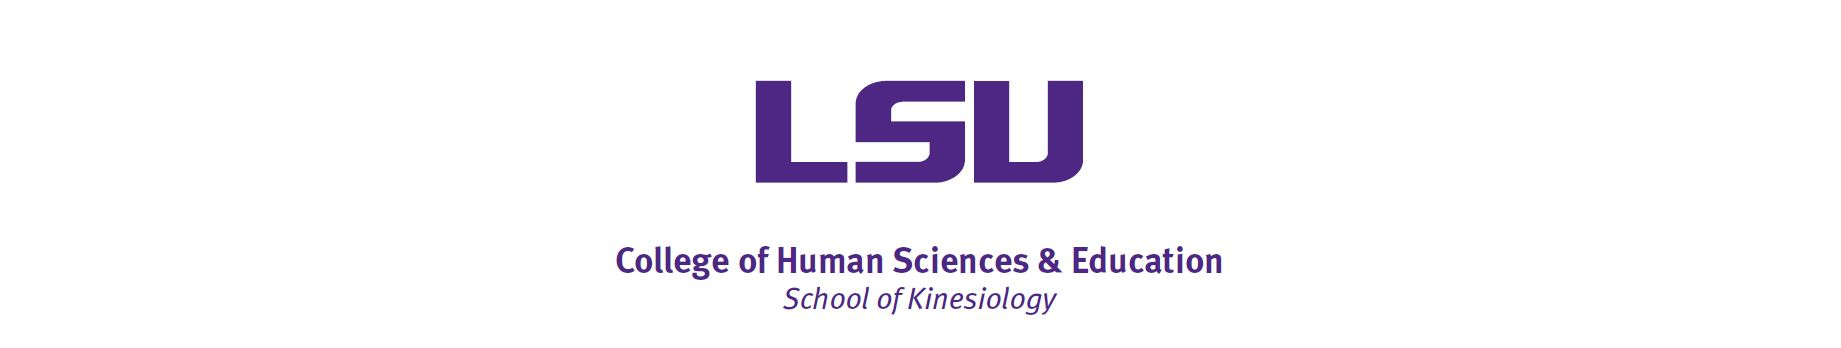 LSU
College of Human Sciences & Education
School of Kinesiology